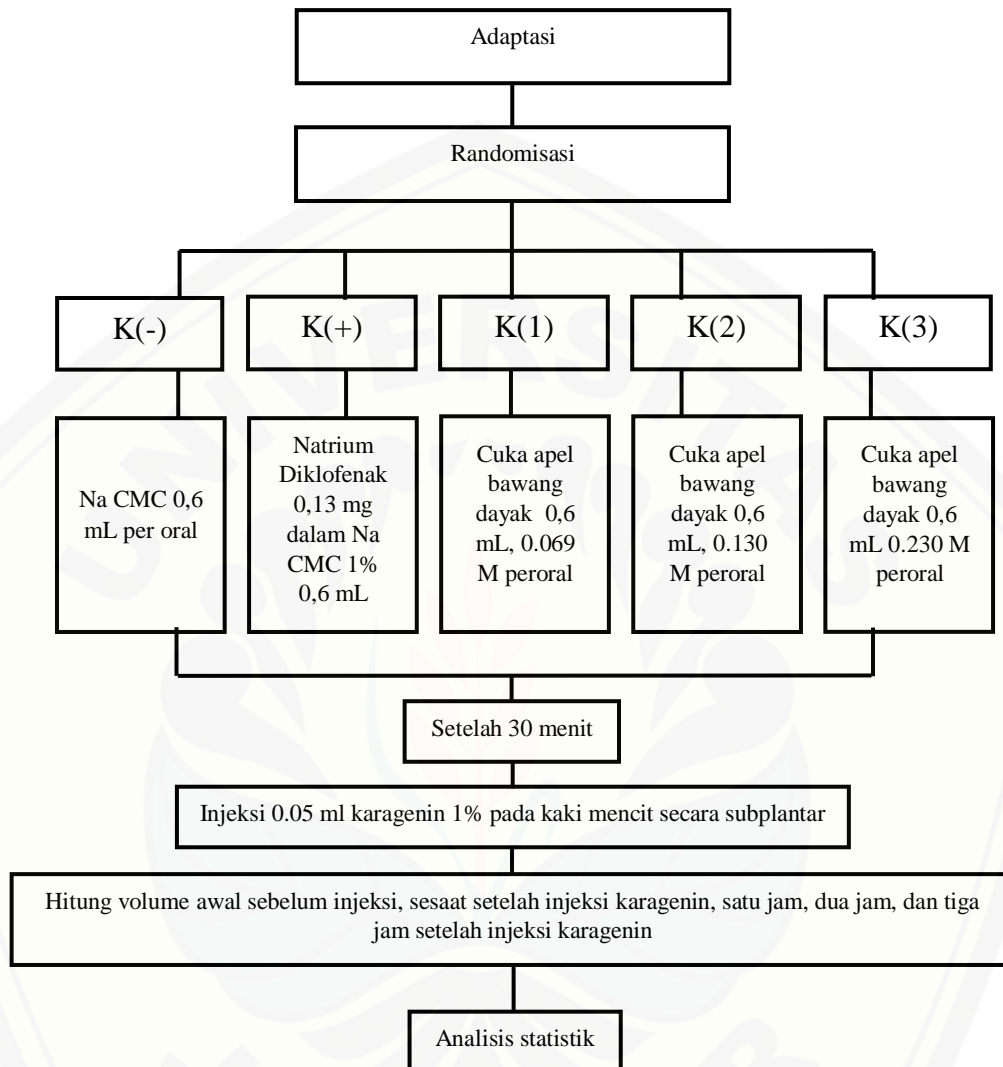 Adaptasi
Randomisasi
K(-)
K(+)
K(1)
K(2)
K(3)
Na CMC 0,6
mL per oral
Natrium
Diklofenak
0,13 mg
dalam Na
CMC 1%
0,6 mL
Cuka apel
bawang
dayak 0,6
mL, 0.069
M peroral
Cuka apel
bawang
dayak 0,6
mL, 0.130
M peroral
Cuka apel
bawang
dayak 0,6
mL 0.230 M
peroral
Setelah 30 menit
Injeksi 0.05 ml karagenin 1% pada kaki mencit secara subplantar
Hitung volume awal sebelum injeksi, sesaat setelah injeksi karagenin, satu jam, dua jam, dan tiga
jam setelah injeksi karagenin
Analisis statistik
UNIVERSITAS